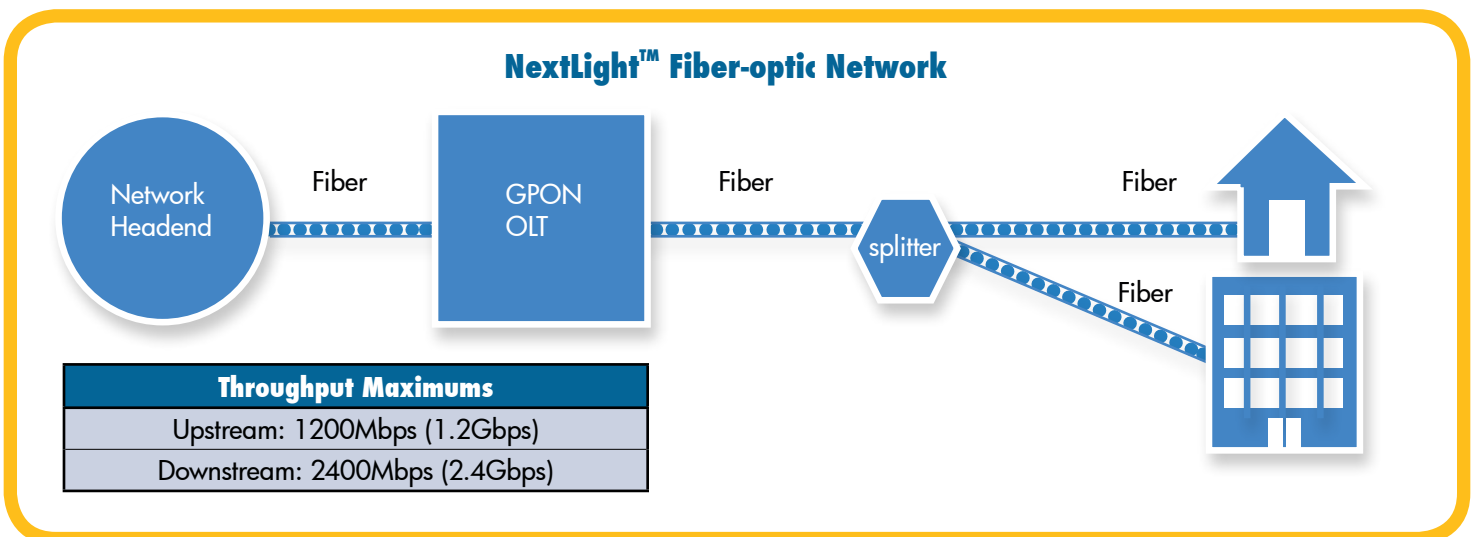 NextLight™ Fiber-optic Network
Network
Headend
Fiber
GPON
OLT
Fiber
splitter
Fiber
Fiber
Throughput Maximums
Upstream: 1200Mbps (1.2Gbps)
Downstream: 2400Mbps (2.4Gbps)